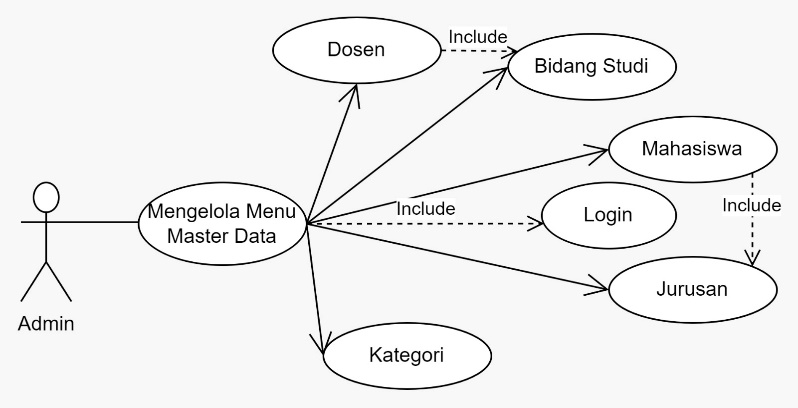 Dosen
Include
Bidang Studi
Mahasiswa
Mengelola Menu
Master Data
Include
Login
Include
Jurusan
Admin
Kategori